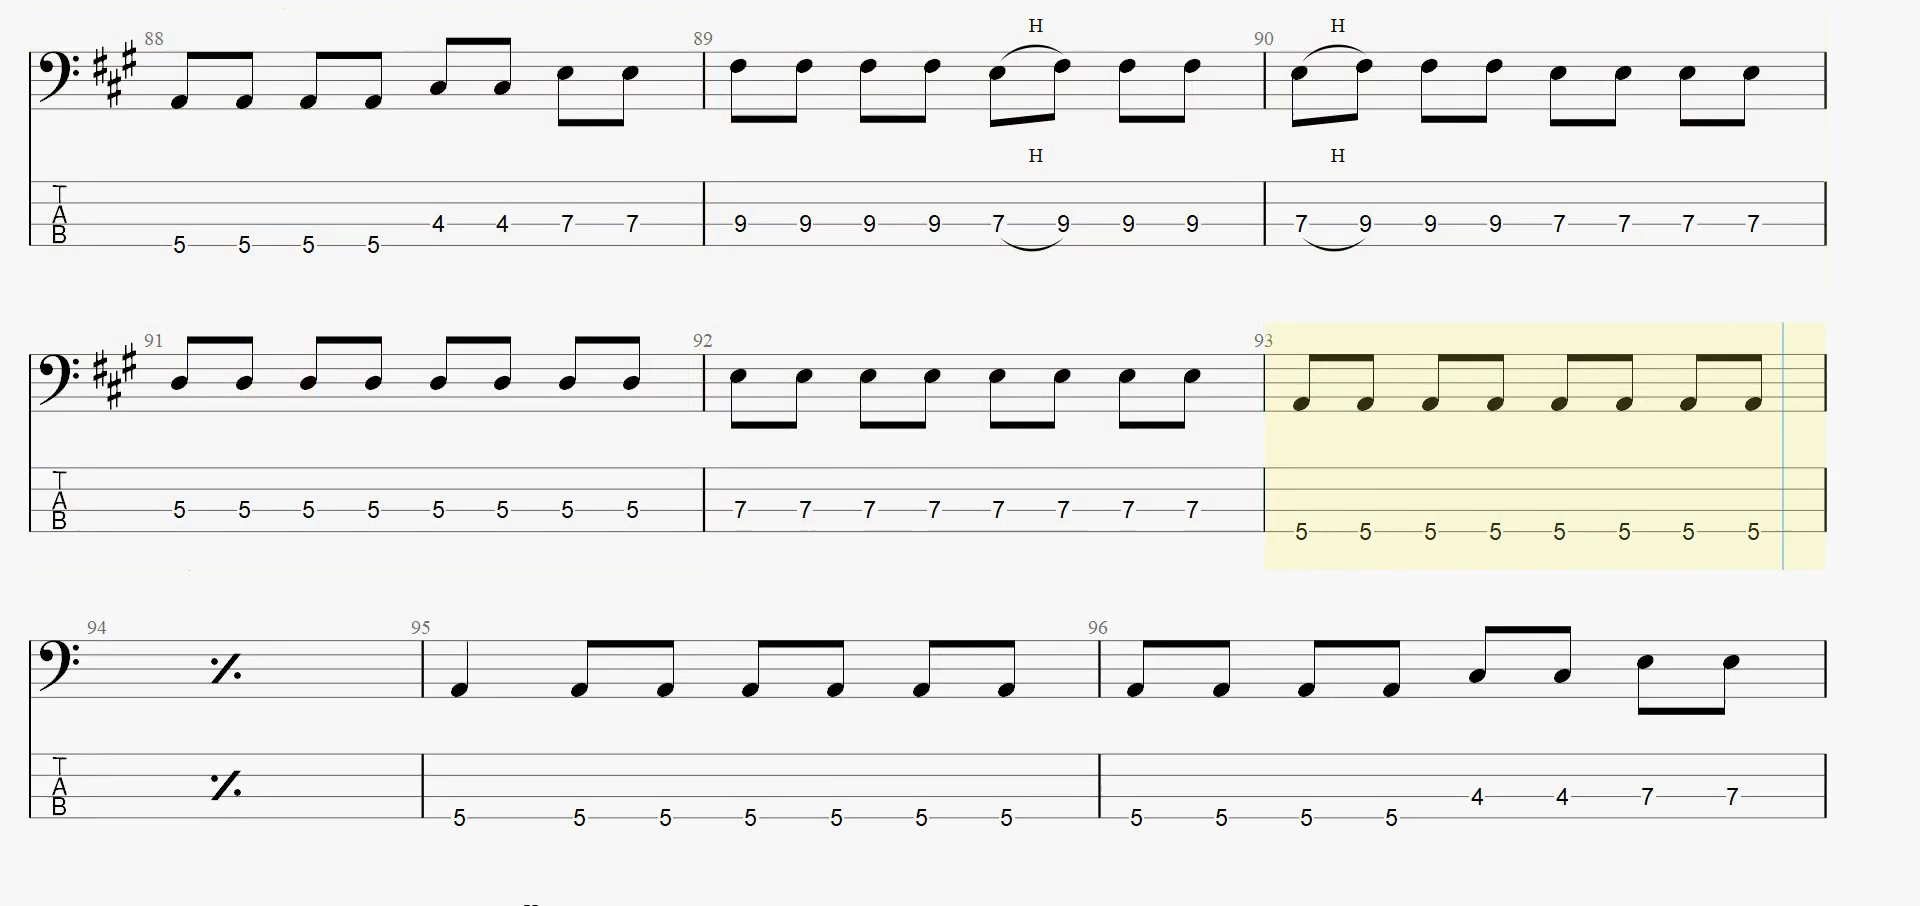 H H
88 89 90
H H
T
A
B
4 4 7 7 9 9 9 9 7 9 9 9 7 9 9 9 7 7 7 7
5 5 5 5
91 92 93
T
A
B
5 5 5 5 5 5 5 5 7 7 7 7 7 7 7 7
5 5 5 5 5 5 5 5
94 95 96
T
A
B
4 4 7 7
5 5 5 5 5 5 5 5 5 5 5